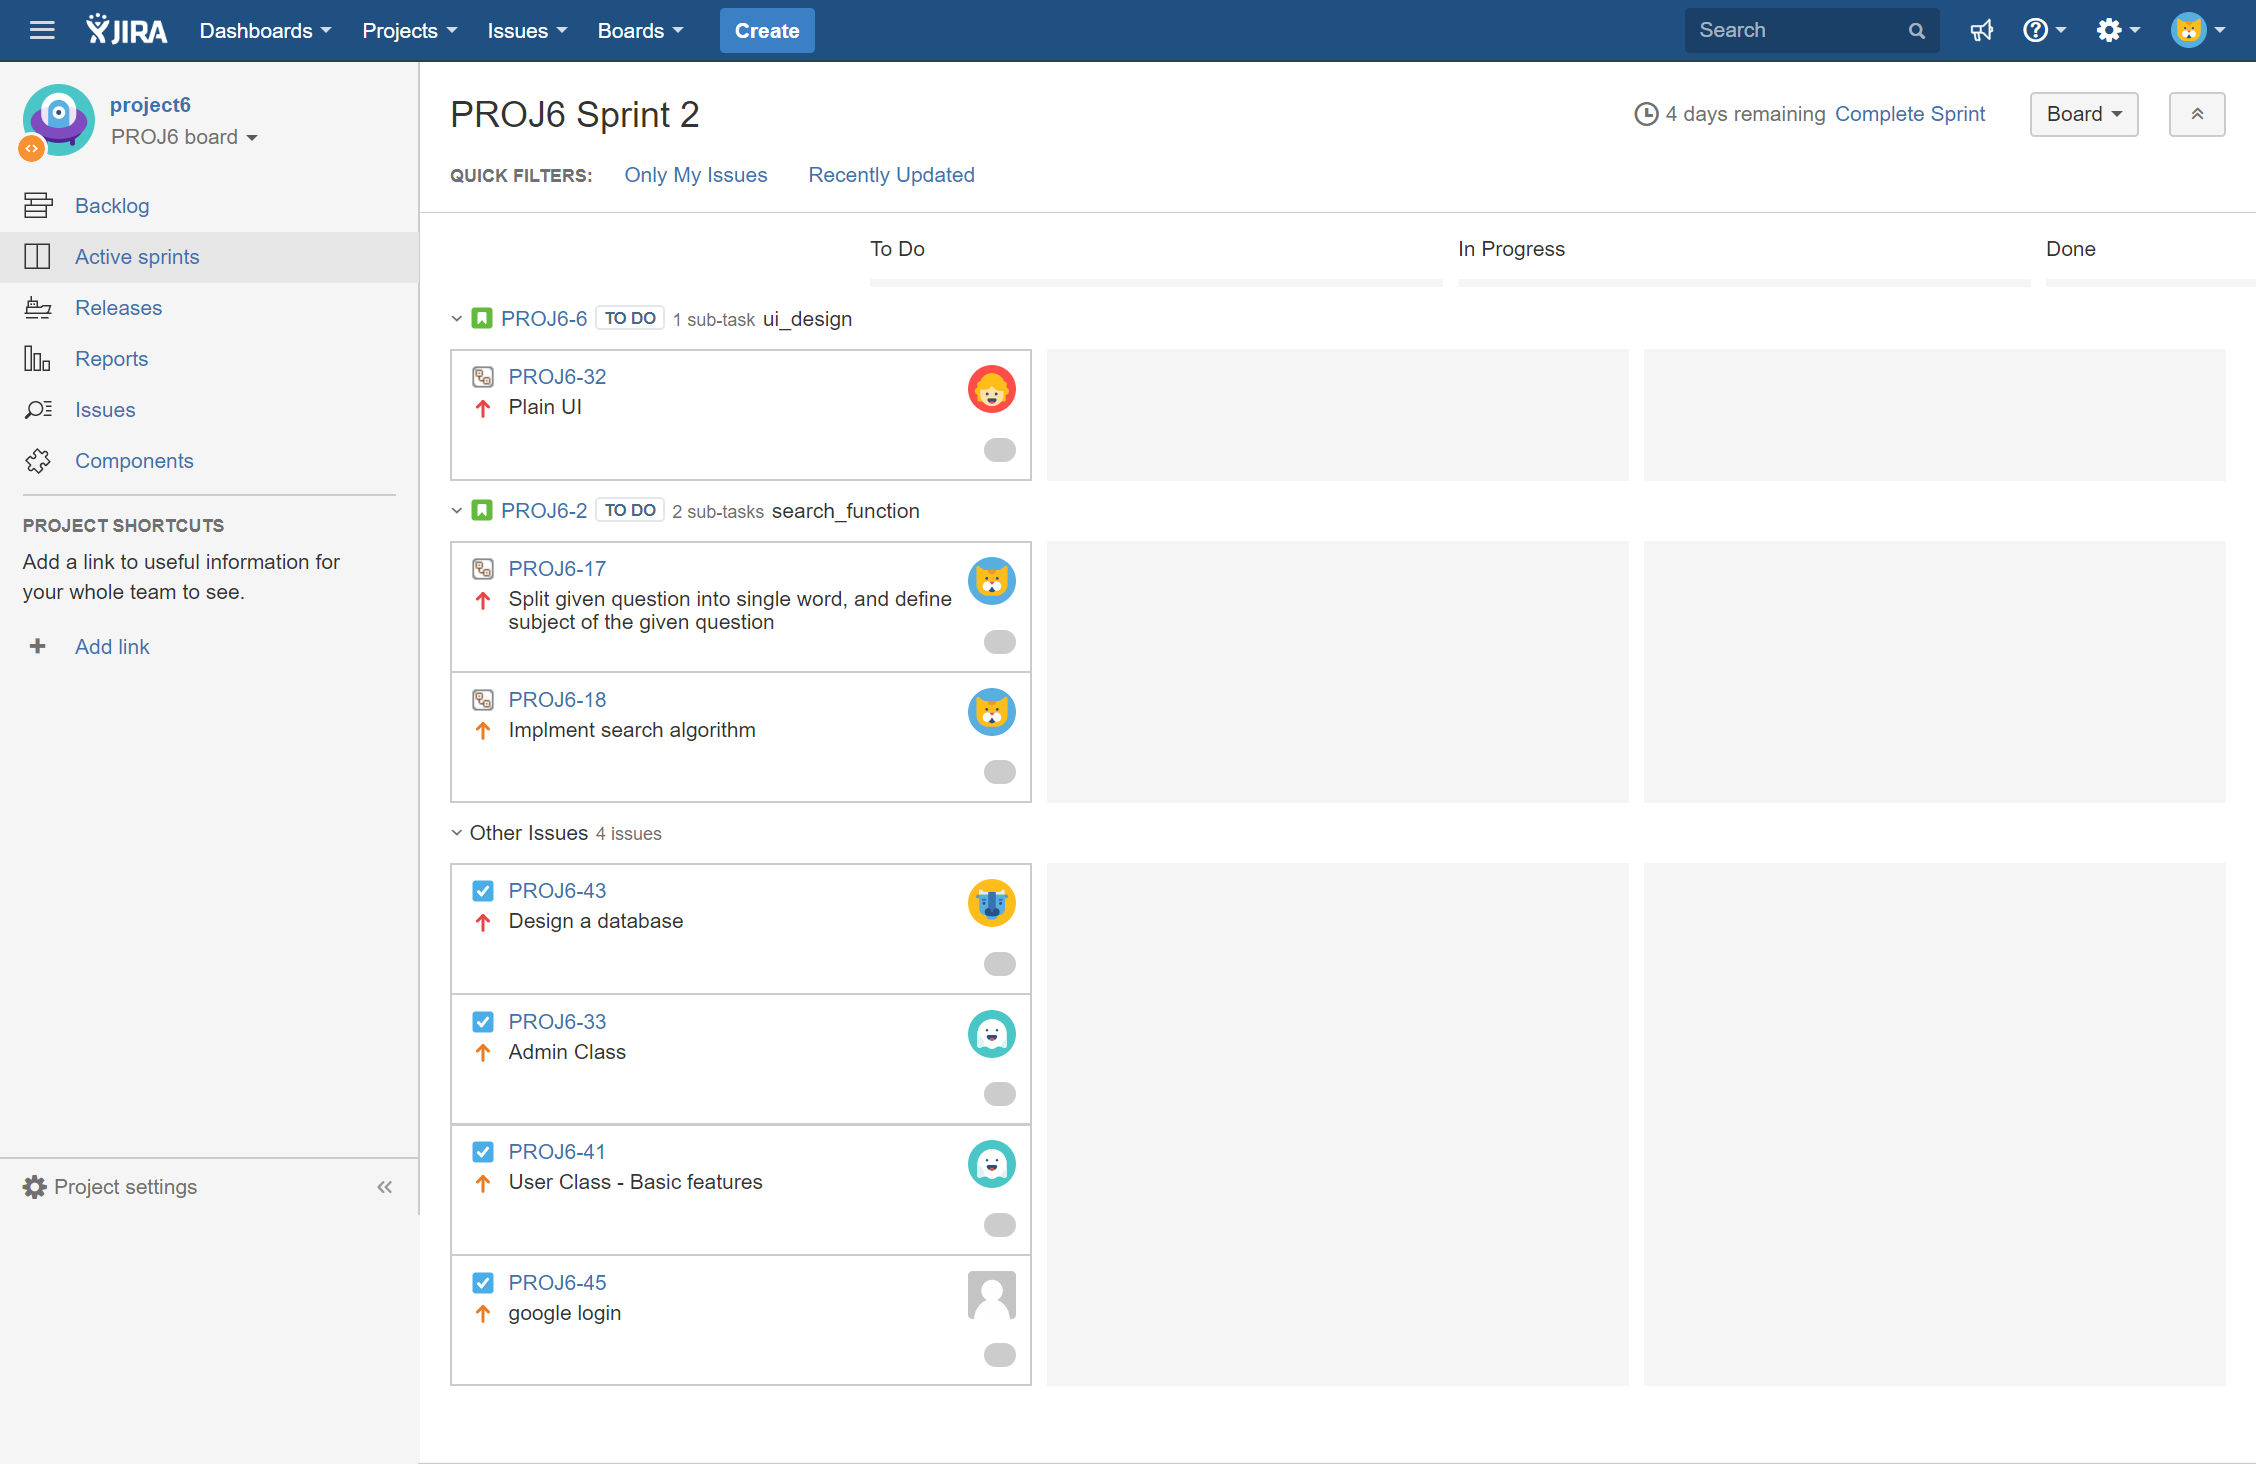 JIRA Dashboards Projects Issues Boards Create Search
project6
PROJ6 board
Backlog
Active sprints
Releases
Reports
Issues
Components
PROJECT SHORTCUTS
Add a link to useful information for
your whole team to see.
Add link
Project settings
PROJ6 Sprint 2
4 days remaining Complete Sprint Board
QUICK FILTERS: Only My Issues Recently Updated
To Do In Progress Done
PROJ6-6 TO DO 1 sub-task ui_design
PROJ6-32
Plain UI
PROJ6-2 TO DO 2 sub-tasks search_function
PROJ6-17
Split given question into single word, and define
subject of the given question
PROJ6-18
Implment search algorithm
Other Issues 4 issues
PROJ6-43
Design a database
PROJ6-33
Admin Class
PROJ6-41
User Class - Basic features
PROJ6-45
google login